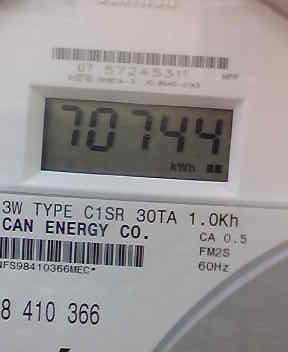 70744
kWh
3W TYPE C1SR 30TA 1.0Kh
CAN ENERGY CO.
CA 0.5
FM2S
60Hz
NFS98410366MEC*
8 410 366